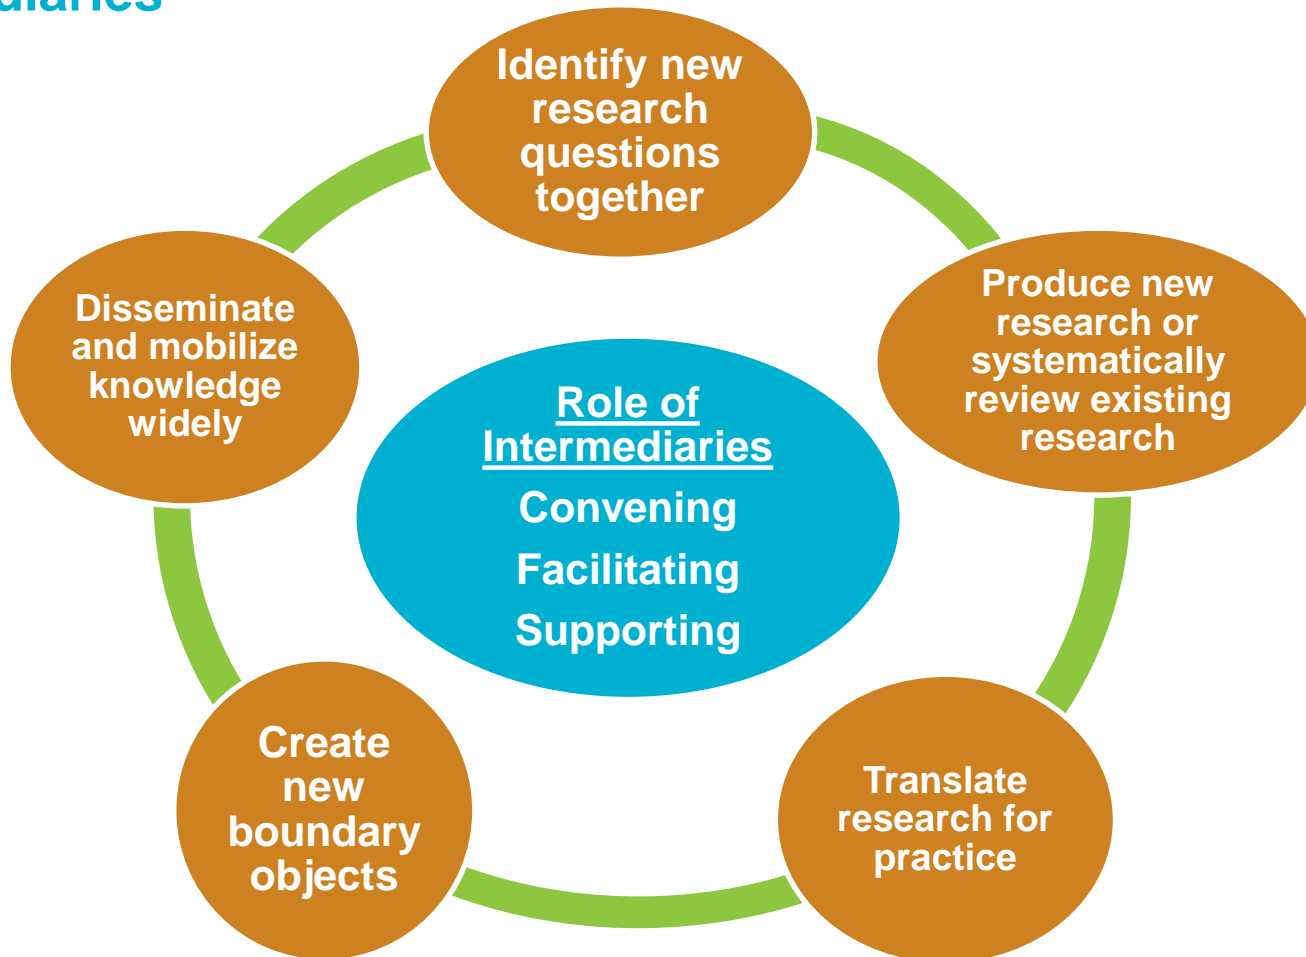 Identify new
research
questions
together
Produce new
research or
systematically
review existing
research
Translate
research for
practice
Create
new
boundary
objects
Disseminate
and mobilize
knowledge
widely
Role of
Intermediaries
Convening
Facilitating
Supporting